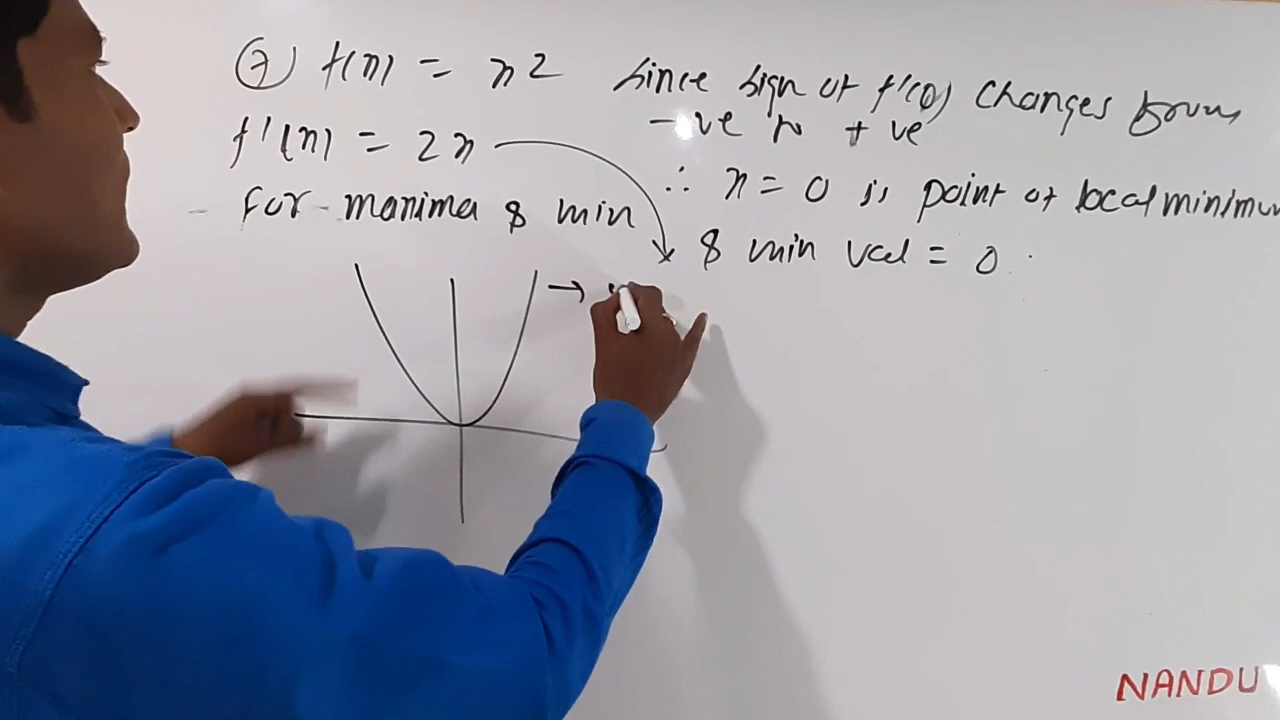 ⑦ f(x) = x2
f'(x) = 2x
for maxima & min
Since sign of f'(0) changes from
-ve to +ve
∴ x = 0 is point of local minimum
& min val = 0.
→
NANDU